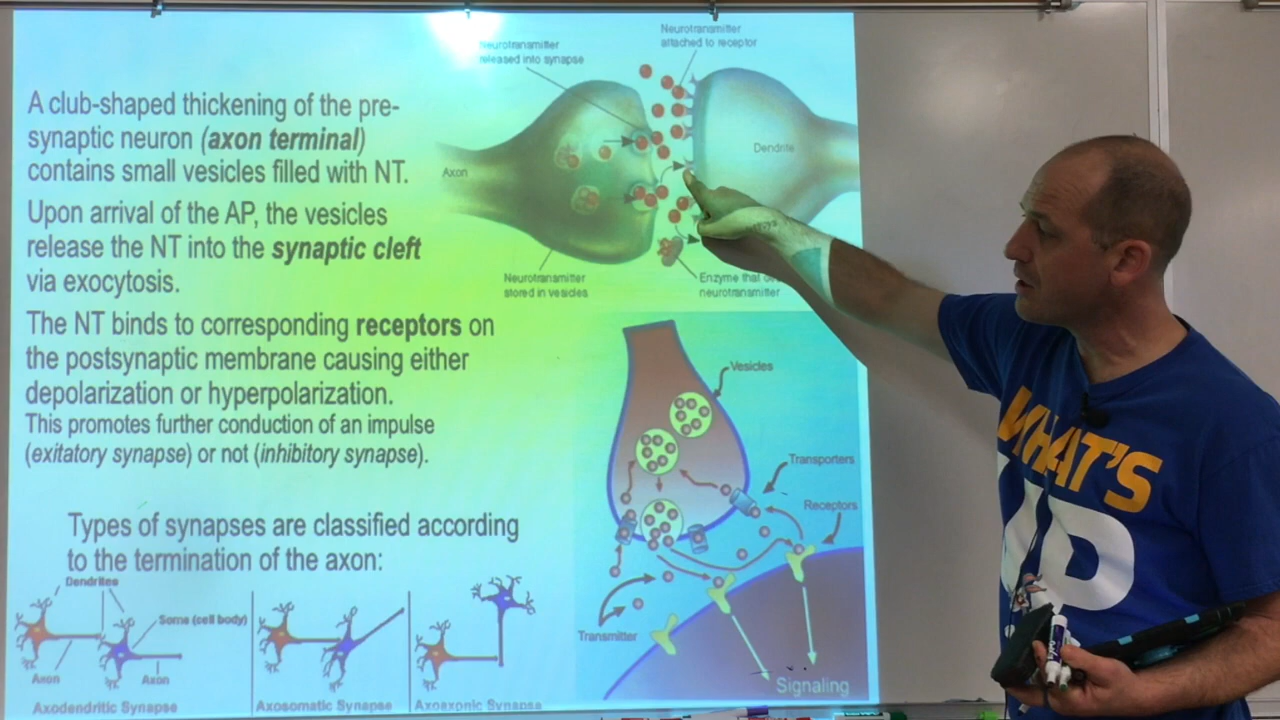 A club-shaped thickening of the pre-
synaptic neuron (axon terminal)
contains small vesicles filled with NT.
Upon arrival of the AP, the vesicles
release the NT into the synaptic cleft
via exocytosis.
The NT binds to corresponding receptors on
the postsynaptic membrane causing either
depolarization or hyperpolarization.
This promotes further conduction of an impulse
(exitatory synapse) or not (inhibitory synapse).
Types of synapses are classified according
to the termination of the axon:
Dendrites
Soma (cell body)
Axon
Axon
Axodendritic Synapse
Axosomatic Synapse
Axoaxonic Synapse
Neurotransmitter
released into synapse
Neurotransmitter
attached to receptor
Axon
Dendrite
Neurotransmitter
stored in vesicles
Enzyme that
neurotransmitter
Vesicles
Transporters
Receptors
Transmitter
Signaling
WHAT'S